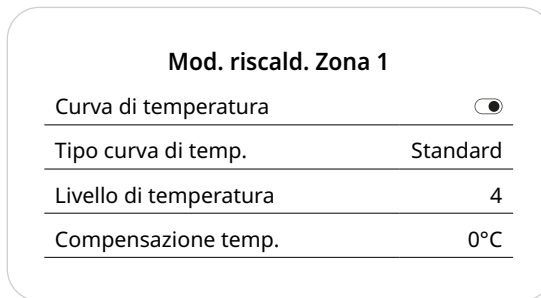 Mod. riscald. Zona 1
Curva di temperatura
Tipo curva di temp. Standard
Livello di temperatura 4
Compensazione temp. 0°C